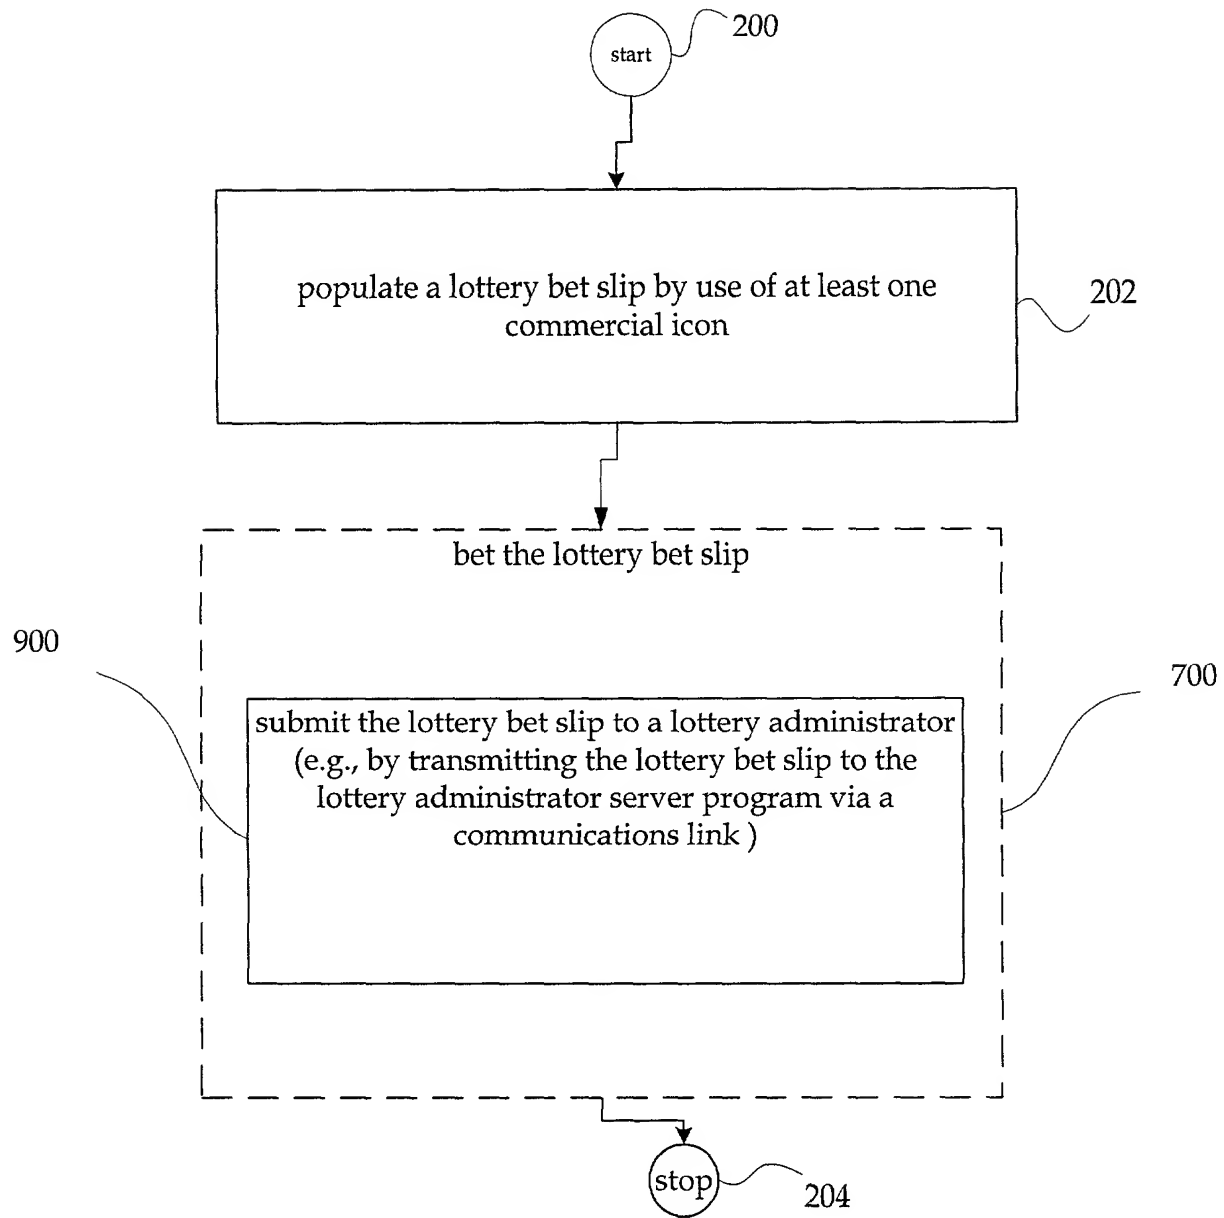 200
start
populate a lottery bet slip by use of at least one
commercial icon
202
bet the lottery bet slip
900
700
submit the lottery bet slip to a lottery administrator
(e.g., by transmitting the lottery bet slip to the
lottery administrator server program via a
communications link )
stop
204